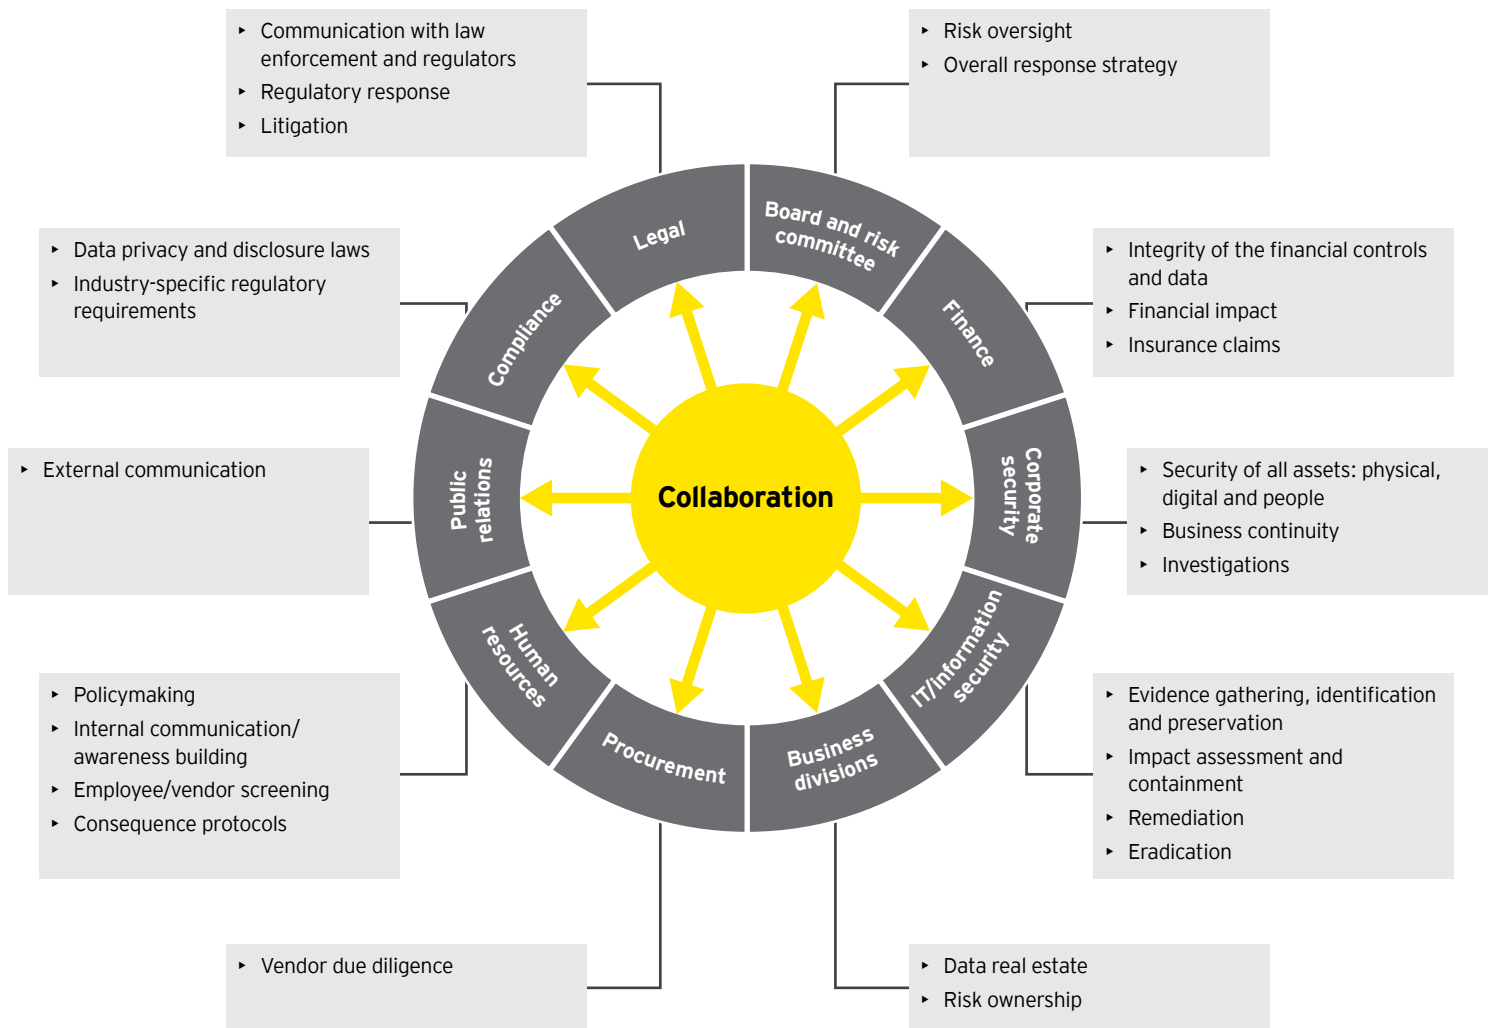 ▸ Communication with law
enforcement and regulators
▸ Regulatory response
▸ Litigation
▸ Risk oversight
▸ Overall response strategy
▸ Data privacy and disclosure laws
▸ Industry-specific regulatory
requirements
▸ Integrity of the financial controls
and data
▸ Financial impact
▸ Insurance claims
▸ External communication
▸ Security of all assets: physical,
digital and people
▸ Business continuity
▸ Investigations
▸ Policymaking
▸ Internal communication/
awareness building
▸ Employee/vendor screening
▸ Consequence protocols
▸ Evidence gathering, identification
and preservation
▸ Impact assessment and
containment
▸ Remediation
▸ Eradication
▸ Vendor due diligence
▸ Data real estate
▸ Risk ownership
Legal
Board and risk
committee
Finance
Corporate
security
IT/information
security
Business
divisions
Procurement
Human
resources
Public
relations
Compliance
Collaboration